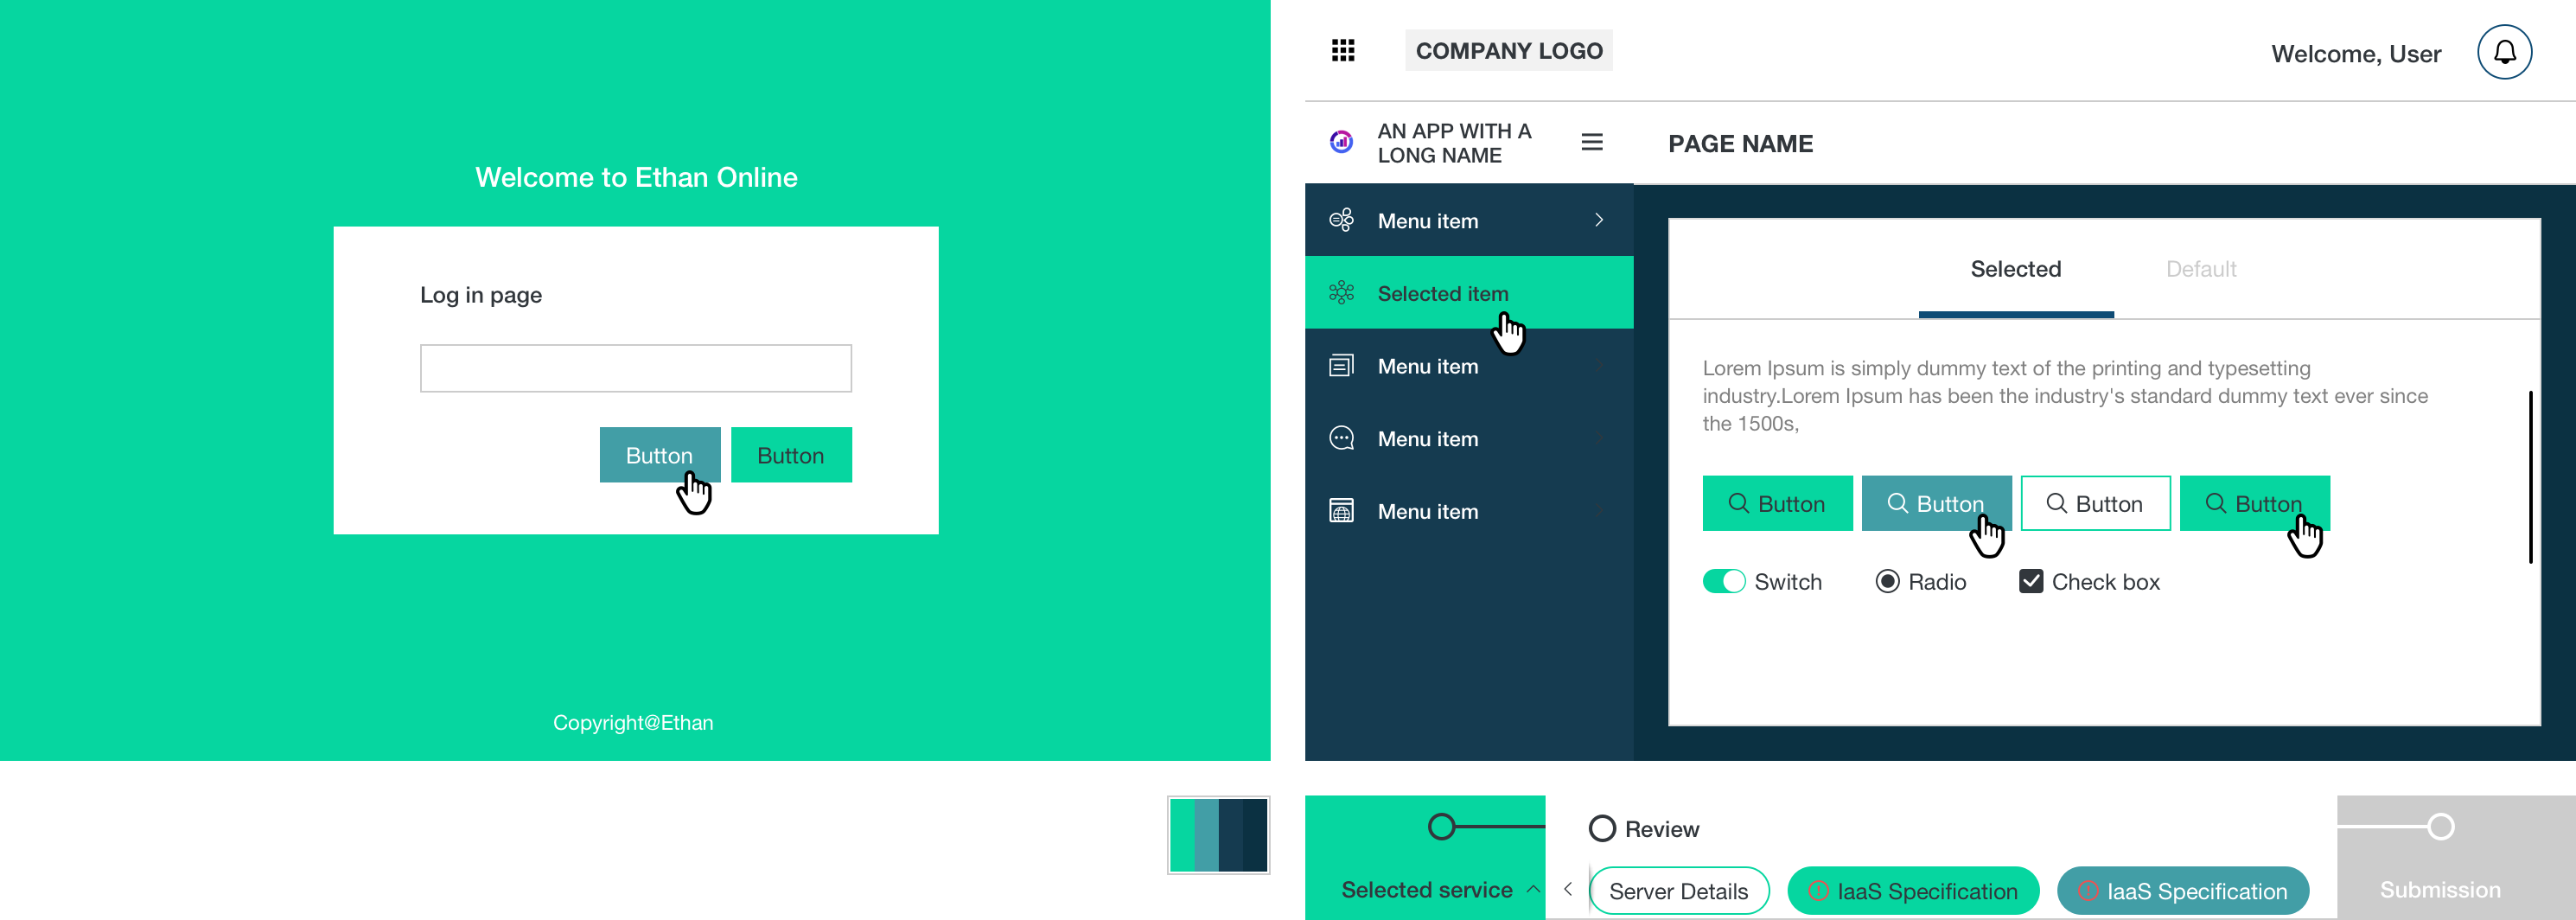 Welcome to Ethan Online
Log in page
Button
Button
Copyright@Ethan
COMPANY LOGO
Welcome, User
AN APP WITH A
LONG NAME
PAGE NAME
Menu item
Selected item
Menu item
Menu item
Menu item
Selected
Default
Lorem Ipsum is simply dummy text of the printing and typesetting
industry.Lorem Ipsum has been the industry's standard dummy text ever since
the 1500s,
Button
Button
Button
Button
Switch
Radio
Check box
Selected service
Review
Server Details
IaaS Specification
IaaS Specification
Submission